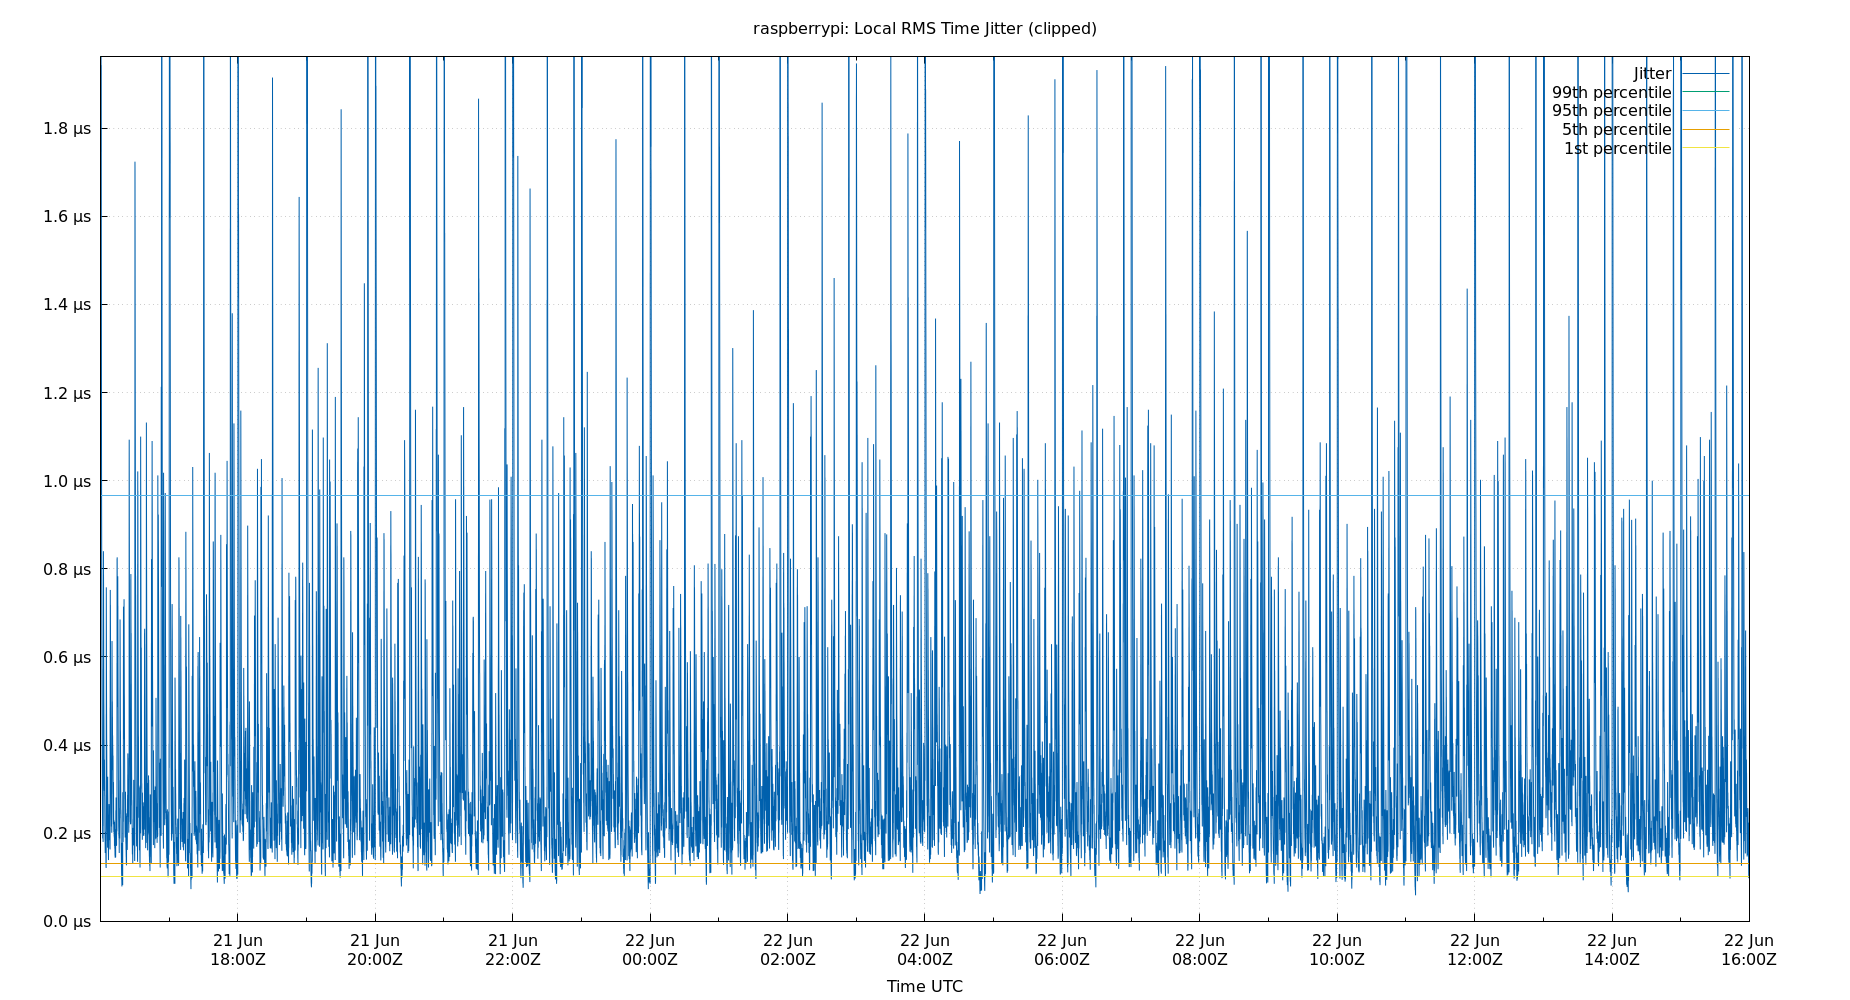 raspberrypi: Local RMS Time Jitter (clipped)
Jitter
99th percentile
95th percentile
5th percentile
1st percentile
1.8 µs
1.6 µs
1.4 µs
1.2 µs
1.0 µs
0.8 µs
0.6 µs
0.4 µs
0.2 µs
0.0 µs
21 Jun 21 Jun 21 Jun 22 Jun 22 Jun 22 Jun 22 Jun 22 Jun 22 Jun 22 Jun 22 Jun 22 Jun
18:00Z 20:00Z 22:00Z 00:00Z 02:00Z 04:00Z 06:00Z 08:00Z 10:00Z 12:00Z 14:00Z 16:00Z
Time UTC